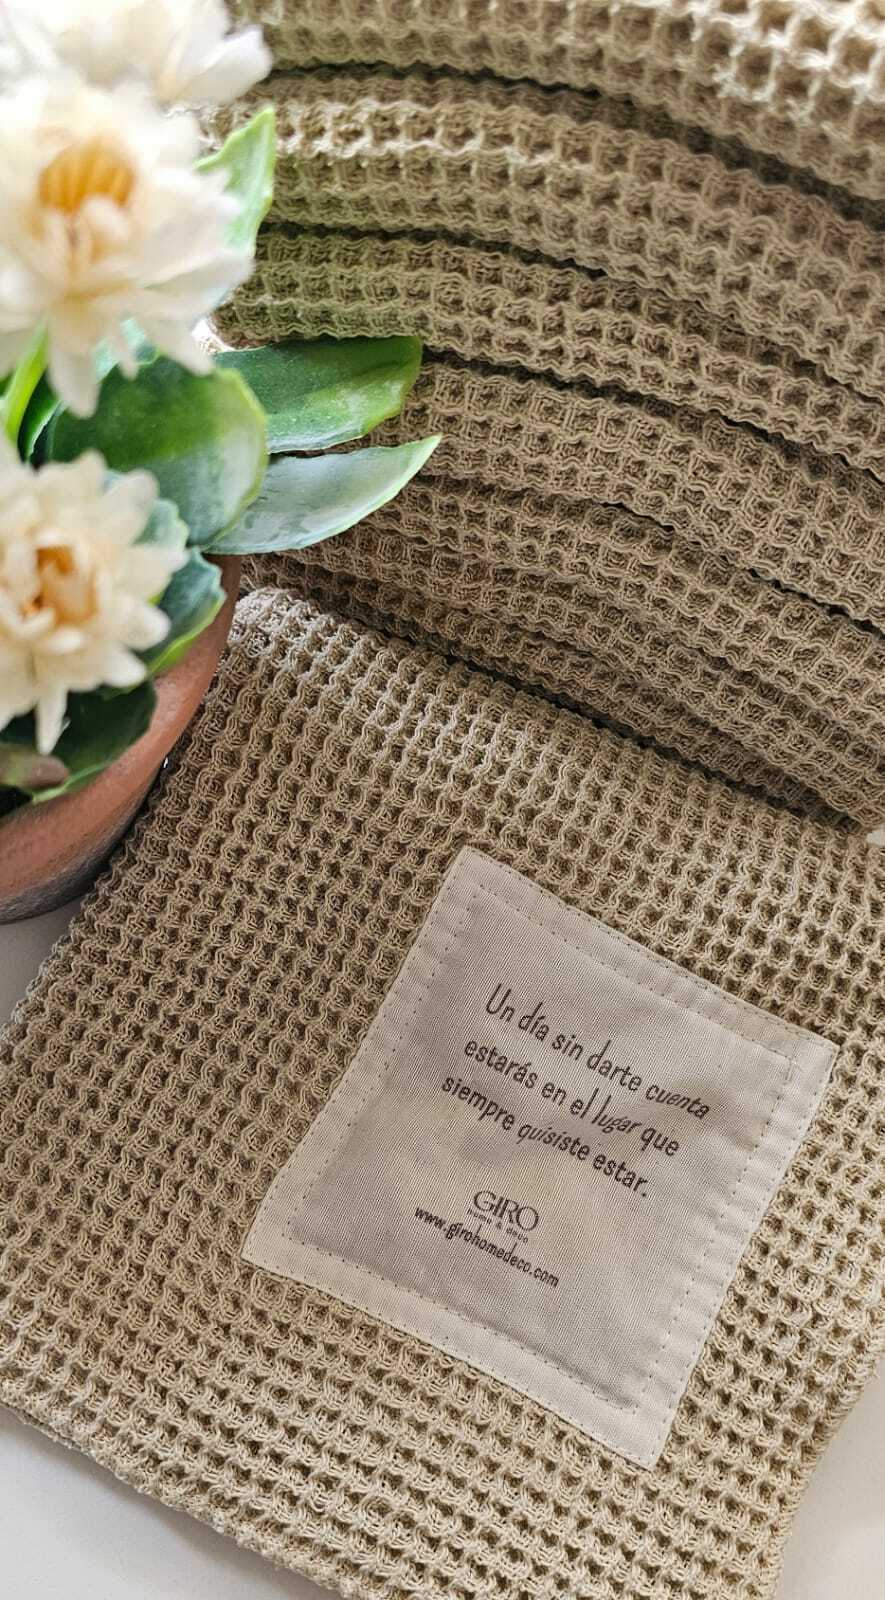 Un día sin darte cuenta
estarás en el lugar que
siempre quisiste estar.
GIRO
home & deco
www.girohomedeco.com